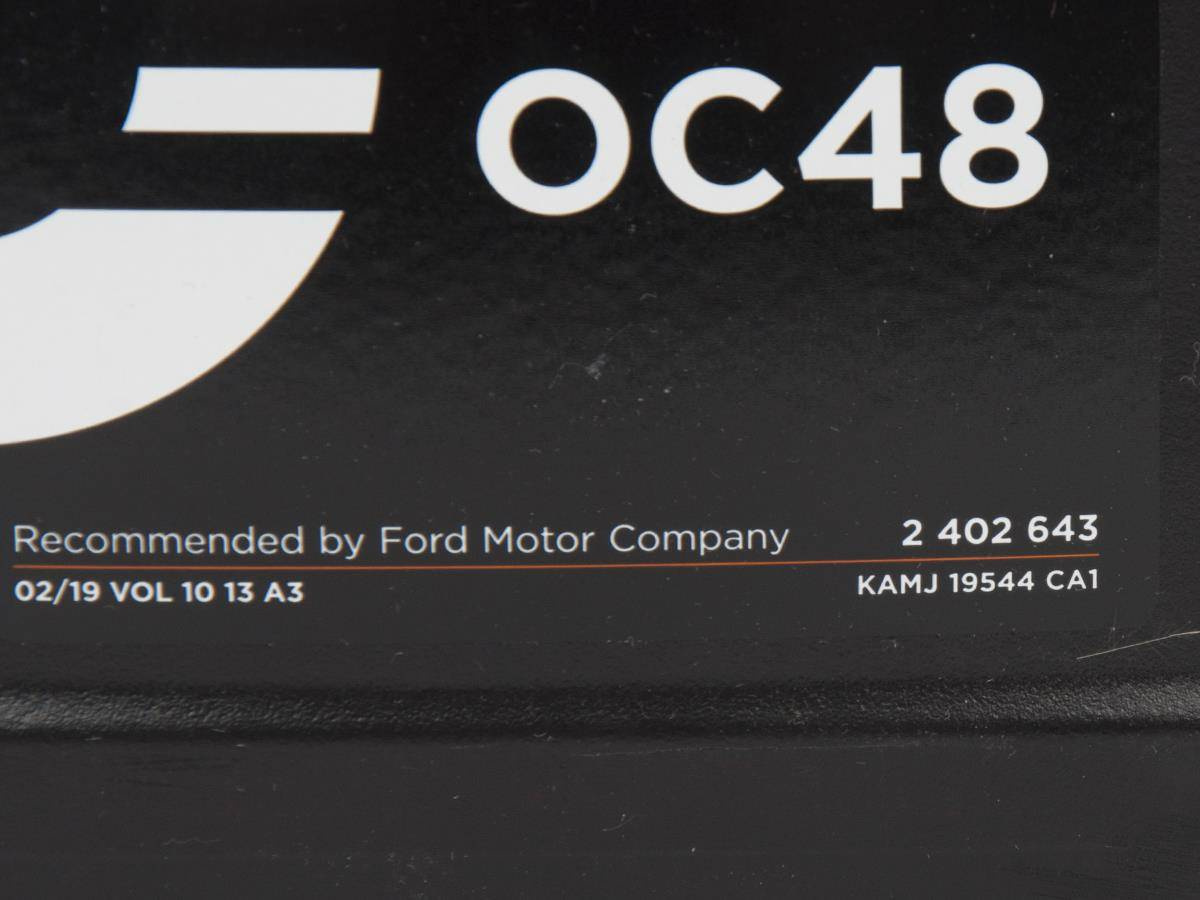 OC48
Recommended by Ford Motor Company
2 402 643
02/19 VOL 10 13 A3
KAMJ 19544 CA1